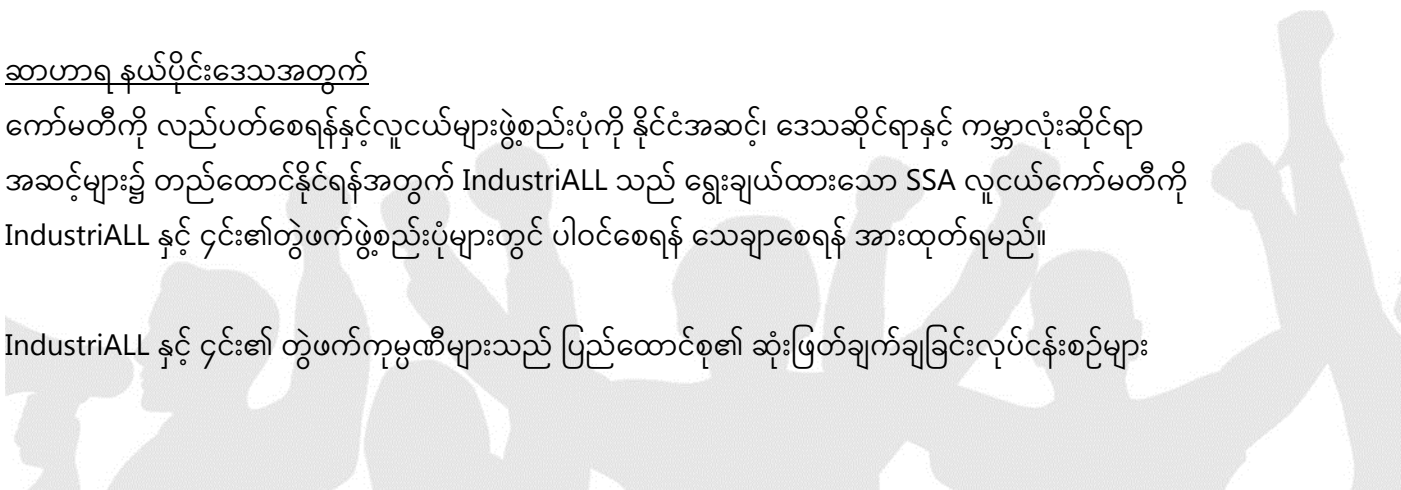 ဆာဟာရ နယ်ပိုင်းဒေသအတွက်
ကော်မတီကို လည်ပတ်စေရန်နှင့်လူငယ်များဖွဲ့စည်းပုံကို နိုင်ငံအဆင့်၊ ဒေသဆိုင်ရာနှင့် ကမ္ဘာလုံးဆိုင်ရာ
အဆင့်များ၌ တည်ထောင်နိုင်ရန်အတွက် IndustriALL သည် ရွေးချယ်ထားသော SSA လူငယ်ကော်မတီကို
IndustriALL နှင့် ၄င်း၏တွဲဖက်ဖွဲ့စည်းပုံများတွင် ပါဝင်စေရန် သေချာစေရန် အားထုတ်ရမည်။
IndustriALL နှင့် ၄င်း၏ တွဲဖက်ကုမ္ပဏီများသည် ပြည်ထောင်စု၏ ဆုံးဖြတ်ချက်ချခြင်းလုပ်ငန်းစဉ်များ